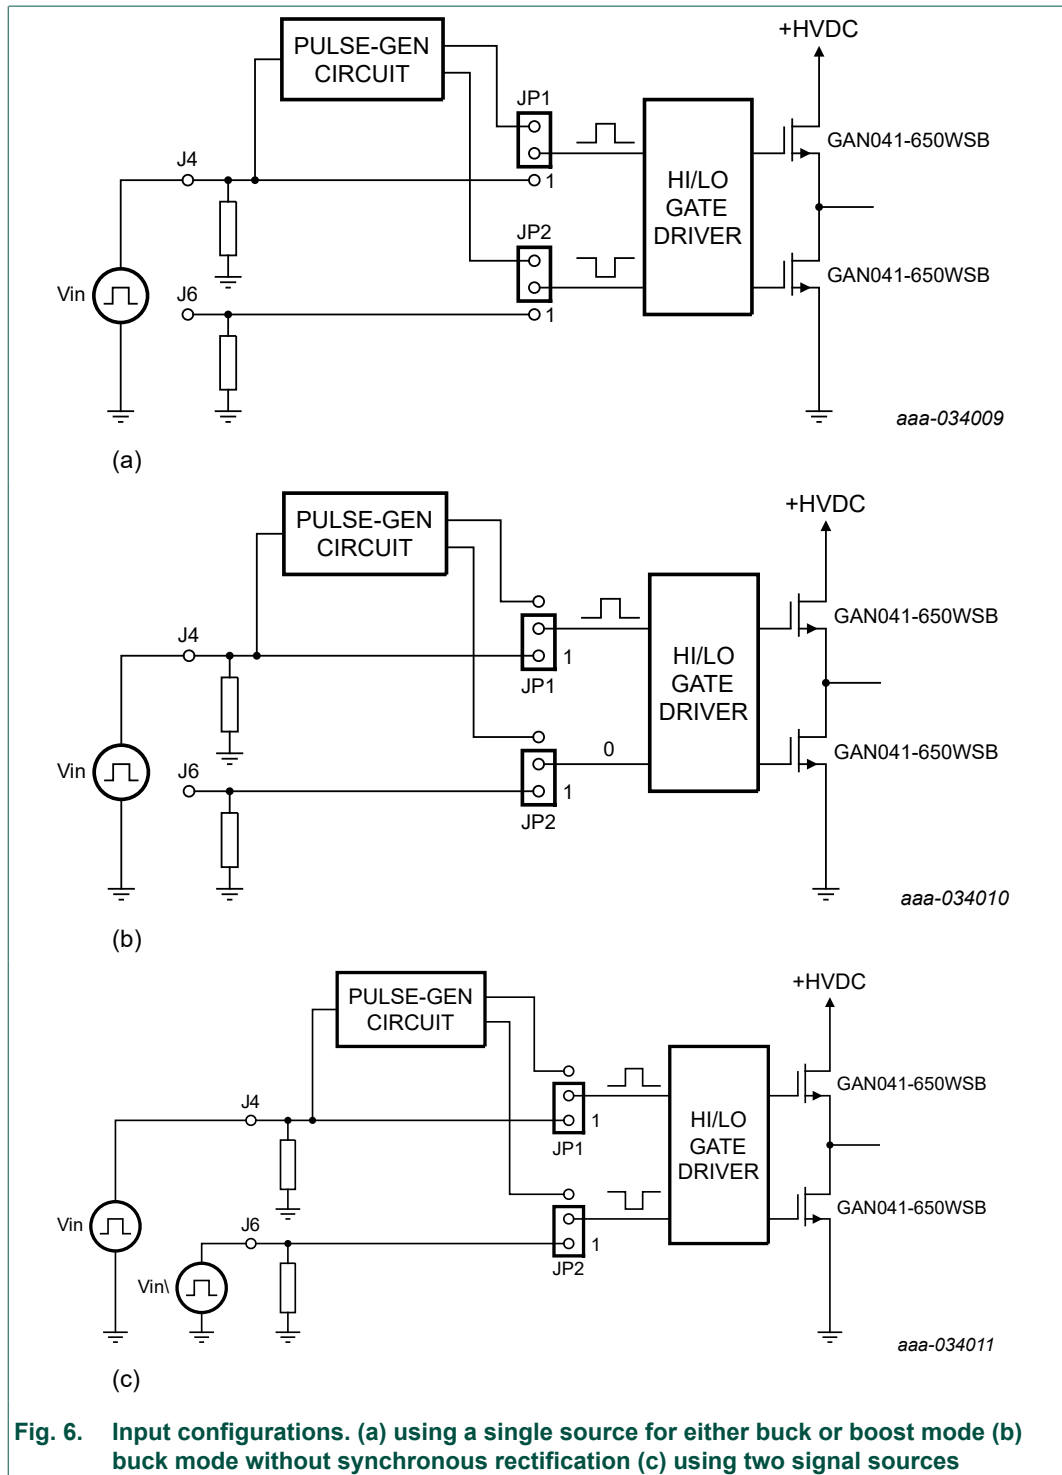 +HVDC
PULSE-GEN
CIRCUIT
JP1
GAN041-650WSB
J4
1
HI/LO
GATE
DRIVER
JP2
Vin
J6
GAN041-650WSB
1
aaa-034009
(a)
+HVDC
PULSE-GEN
CIRCUIT
GAN041-650WSB
J4
1
JP1
HI/LO
GATE
DRIVER
0
GAN041-650WSB
Vin
J6
1
JP2
aaa-034010
(b)
+HVDC
PULSE-GEN
CIRCUIT
GAN041-650WSB
J4
1
JP1
HI/LO
GATE
DRIVER
GAN041-650WSB
Vin
J6
1
JP2
Vin\
aaa-034011
(c)
Fig. 6. Input configurations. (a) using a single source for either buck or boost mode (b)
buck mode without synchronous rectification (c) using two signal sources